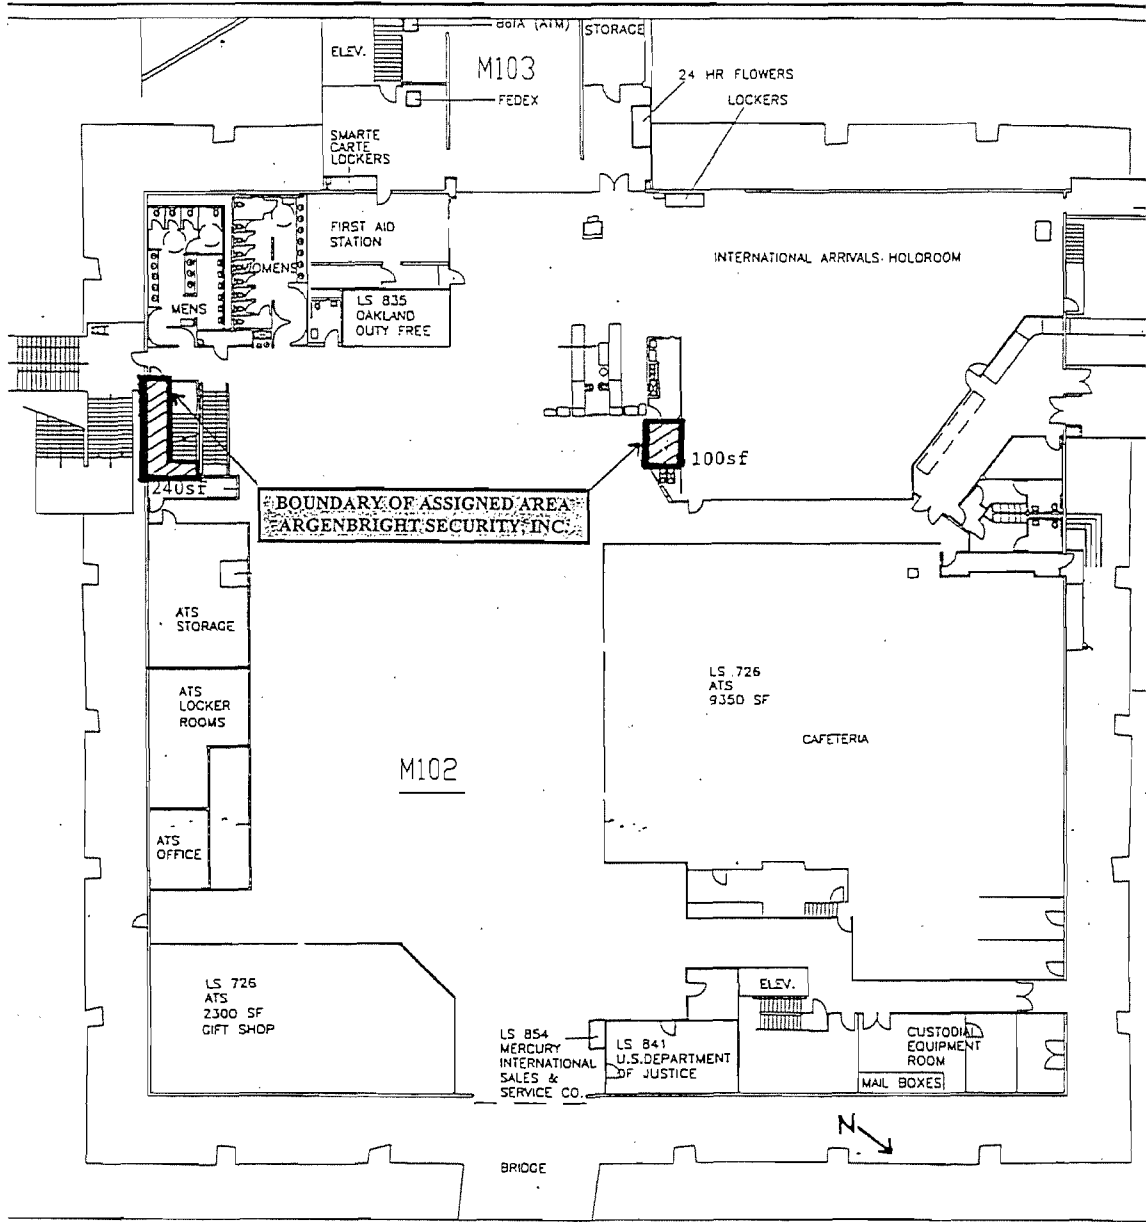 (ATM)
STORAGE
ELEV.
M103
24 HR FLOWERS
FEDEX
LOCKERS
SMARTE
CARTE
LOCKERS
FIRST AID
STATION
INTERNATIONAL ARRIVALS HOLDROOM
WOMENS
MENS
LS 835
OAKLAND
DUTY FREE
100sf
240sf
BOUNDARY OF ASSIGNED AREA
ARGENBRIGHT SECURITY, INC.
ATS
STORAGE
ATS
LOCKER
ROOMS
LS 726
ATS
9350 SF
CAFETERIA
M102
ATS
OFFICE
LS 726
ATS
2300 SF
GIFT SHOP
ELEV.
LS 854
MERCURY
INTERNATIONAL
SALES &
SERVICE CO.
LS 841
U.S.DEPARTMENT
OF JUSTICE
CUSTODIAL
EQUIPMENT
ROOM
MAIL BOXES
N
BRIDGE